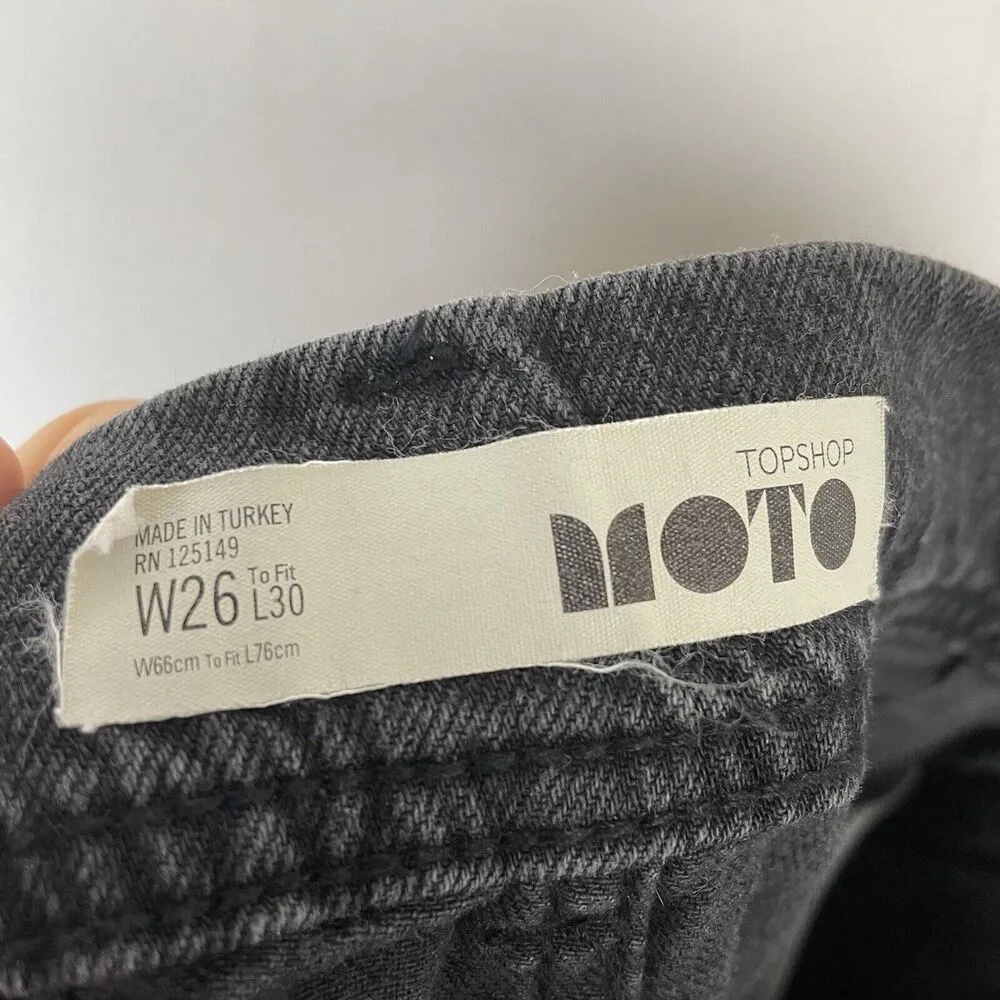 MADE IN TURKEY
RN 125149
W26 To Fit L30
W66cm To Fit L76cm
TOPSHOP
MOTO